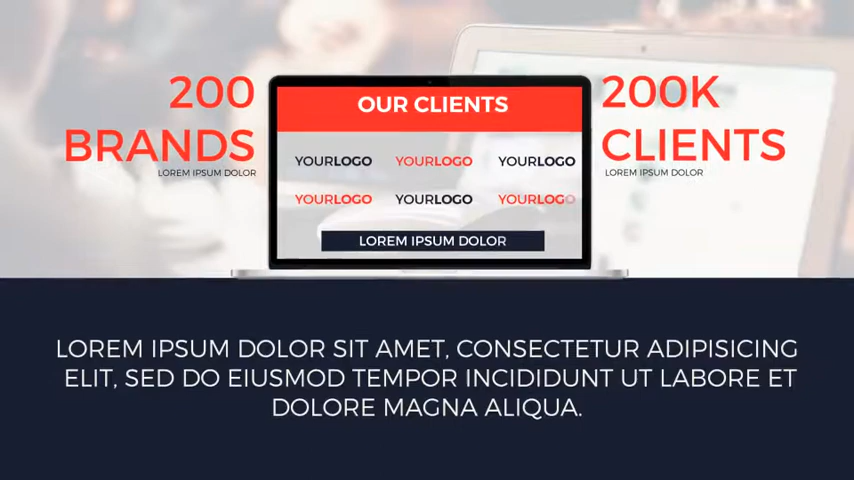 200
BRANDS
LOREM IPSUM DOLOR
OUR CLIENTS
YOURLOGO YOURLOGO YOURLOGO
YOURLOGO YOURLOGO YOURLOGO
LOREM IPSUM DOLOR
200K
CLIENTS
LOREM IPSUM DOLOR
LOREM IPSUM DOLOR SIT AMET, CONSECTETUR ADIPISICING
ELIT, SED DO EIUSMOD TEMPOR INCIDIDUNT UT LABORE ET
DOLORE MAGNA ALIQUA.